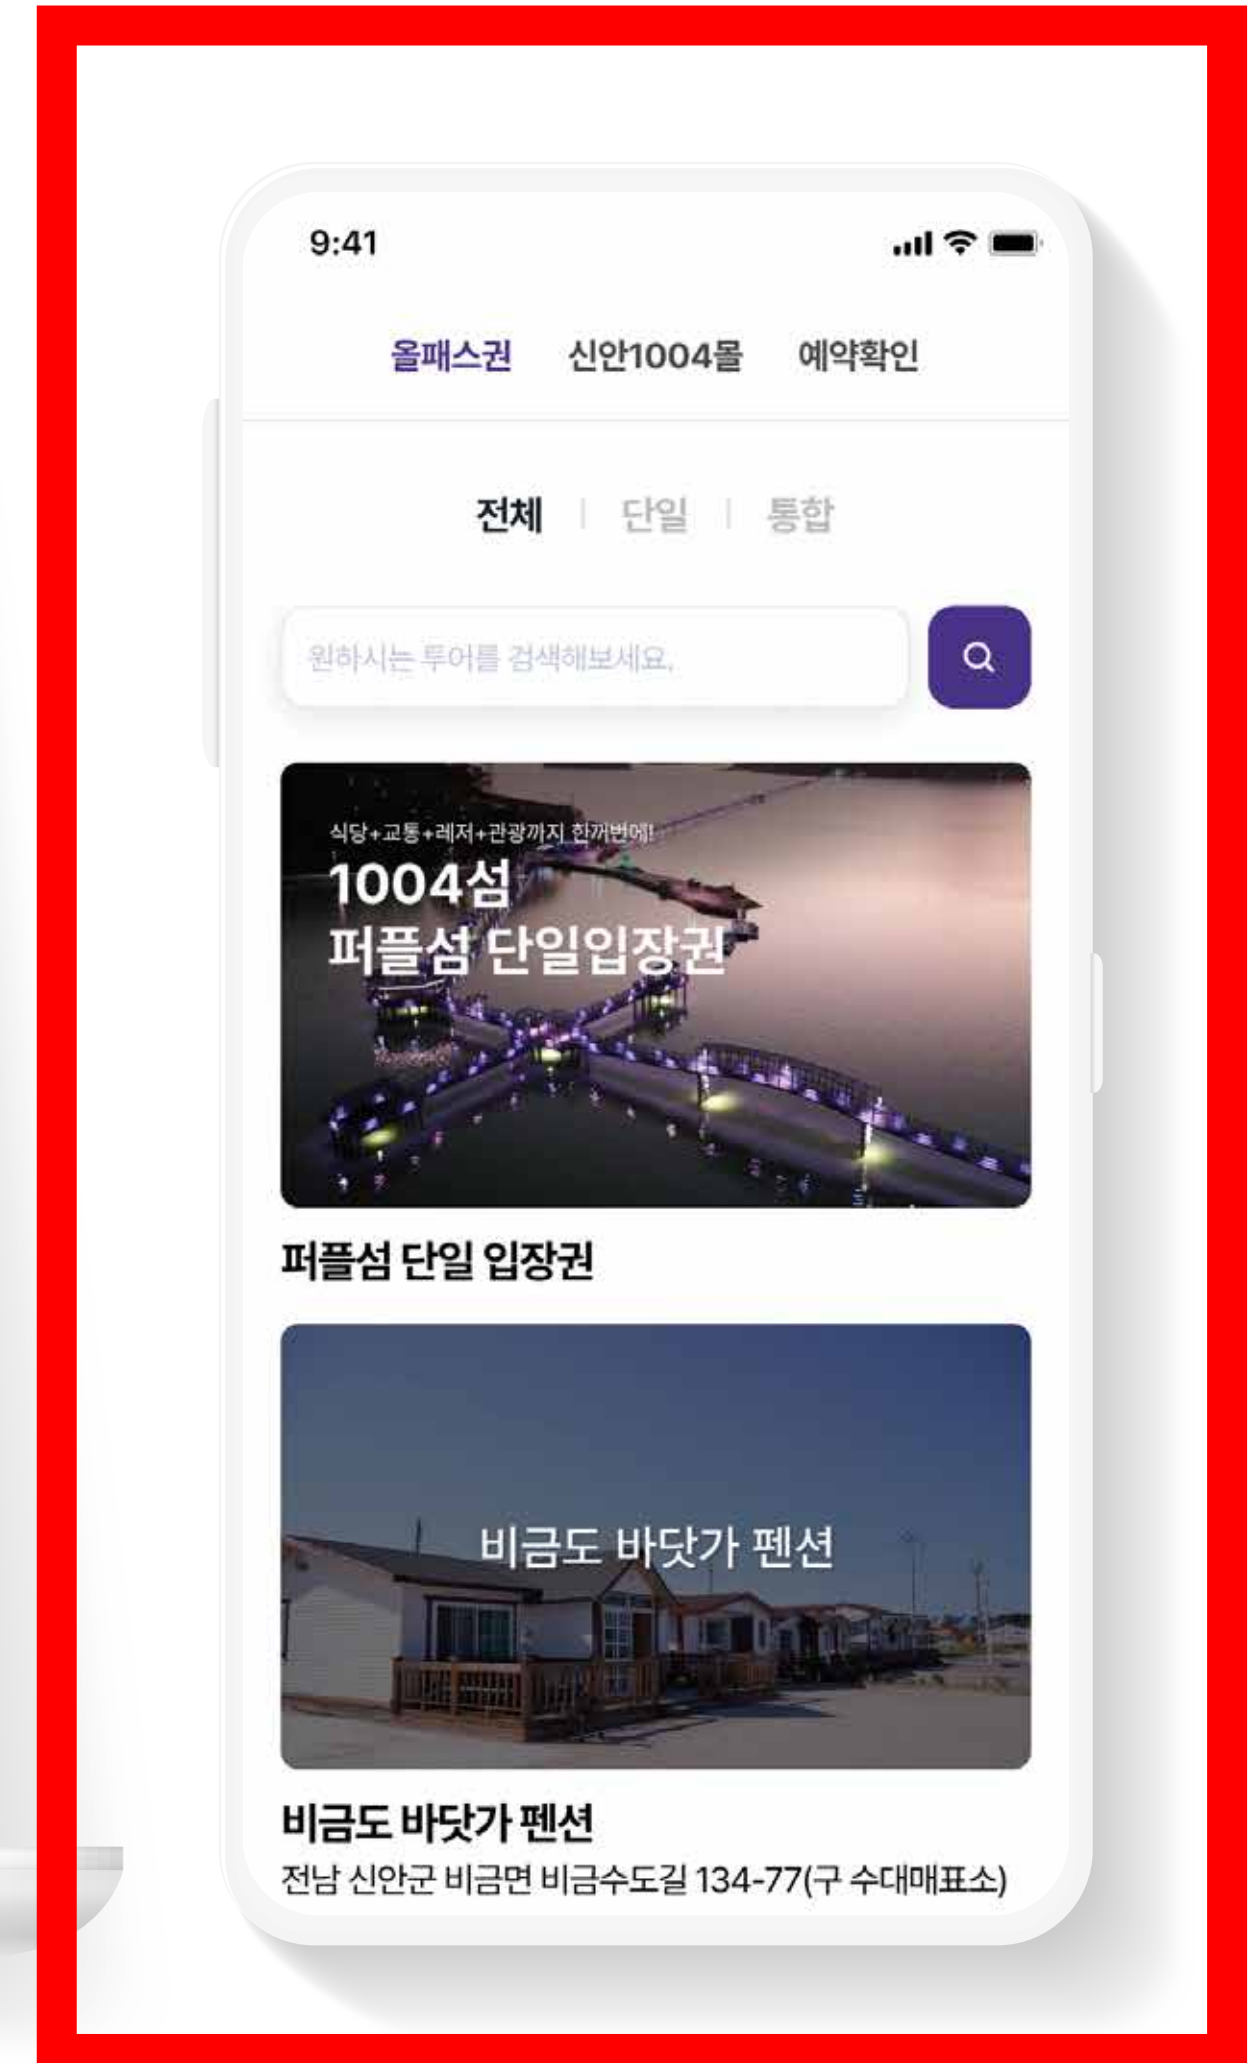 9:41
올패스권 신안1004몰 예약확인
전체 | 단일 | 통합
원하시는 투어를 검색해보세요.
식당+교통+레저+관광까지 한꺼번에!
1004섬
퍼플섬 단일입장권
퍼플섬 단일 입장권
비금도 바닷가 펜션
비금도 바닷가 펜션
전남 신안군 비금면 비금수도길 134-77(구 수대매표소)